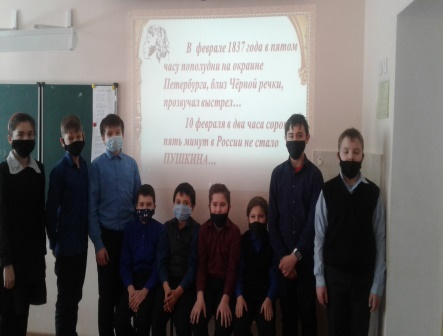 В феврале 1837 года в пятом
часу пополудни на окраине
Петербурга, близ Чёрной речки,
прозвучал выстрел...
10 февраля в два часа сорок
пять минут в России не стало
ПУШКИНА...